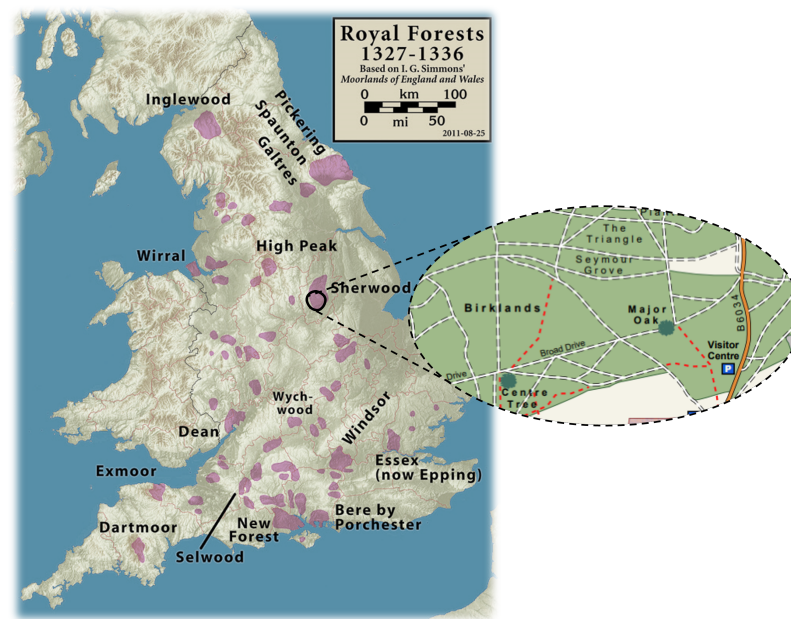 Royal Forests
1327-1336
Based on I. G. Simmons'
Moorlands of England and Wales
0 km 100
0 mi 50
2011-08-25
Inglewood
Pickering
Spaunton
Galtres
Wirral
High Peak
Sherwood
Wych-
wood
Windsor
Dean
Exmoor
Essex
(now Epping)
Dartmoor
New
Forest
Bere by
Porchester
Selwood
Plain
The
Triangle
Seymour
Grove
Birklands
Major
Oak
B6034
Visitor
Centre
P
Broad Drive
Drive
Centre
Tree